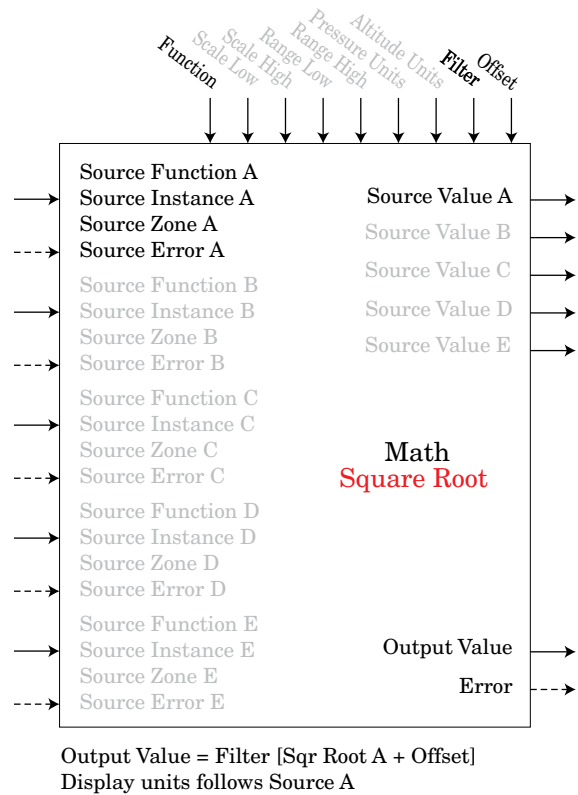 Function
Scale Low
Scale High
Range Low
Range High
Pressure Units
Altitude Units
Filter
Offset
Source Function A
Source Instance A
Source Zone A
Source Error A
Source Function B
Source Instance B
Source Zone B
Source Error B
Source Function C
Source Instance C
Source Zone C
Source Error C
Source Function D
Source Instance D
Source Zone D
Source Error D
Source Function E
Source Instance E
Source Zone E
Source Error E
Source Value A
Source Value B
Source Value C
Source Value D
Source Value E
Math
Square Root
Output Value
Error
Output Value = Filter [Sqr Root A + Offset]
Display units follows Source A